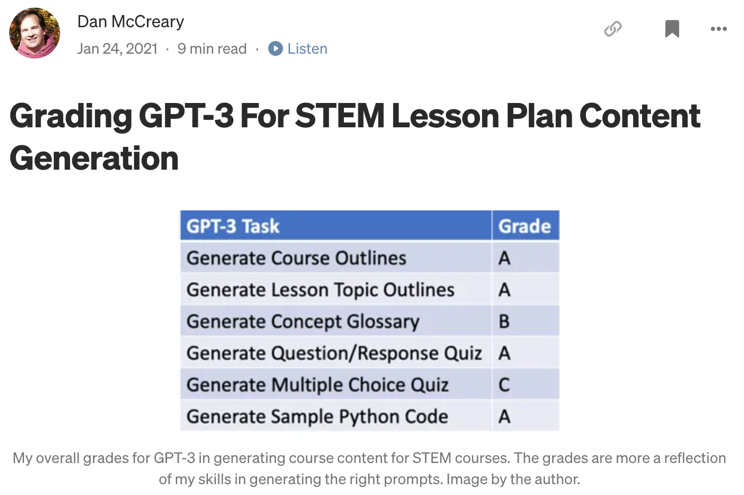 Dan McCreary
Jan 24, 2021 · 9 min read · Listen
Grading GPT-3 For STEM Lesson Plan Content
Generation
GPT-3 Task Grade
Generate Course Outlines A
Generate Lesson Topic Outlines A
Generate Concept Glossary B
Generate Question/Response Quiz A
Generate Multiple Choice Quiz C
Generate Sample Python Code A
My overall grades for GPT-3 in generating course content for STEM courses. The grades are more a reflection
of my skills in generating the right prompts. Image by the author.